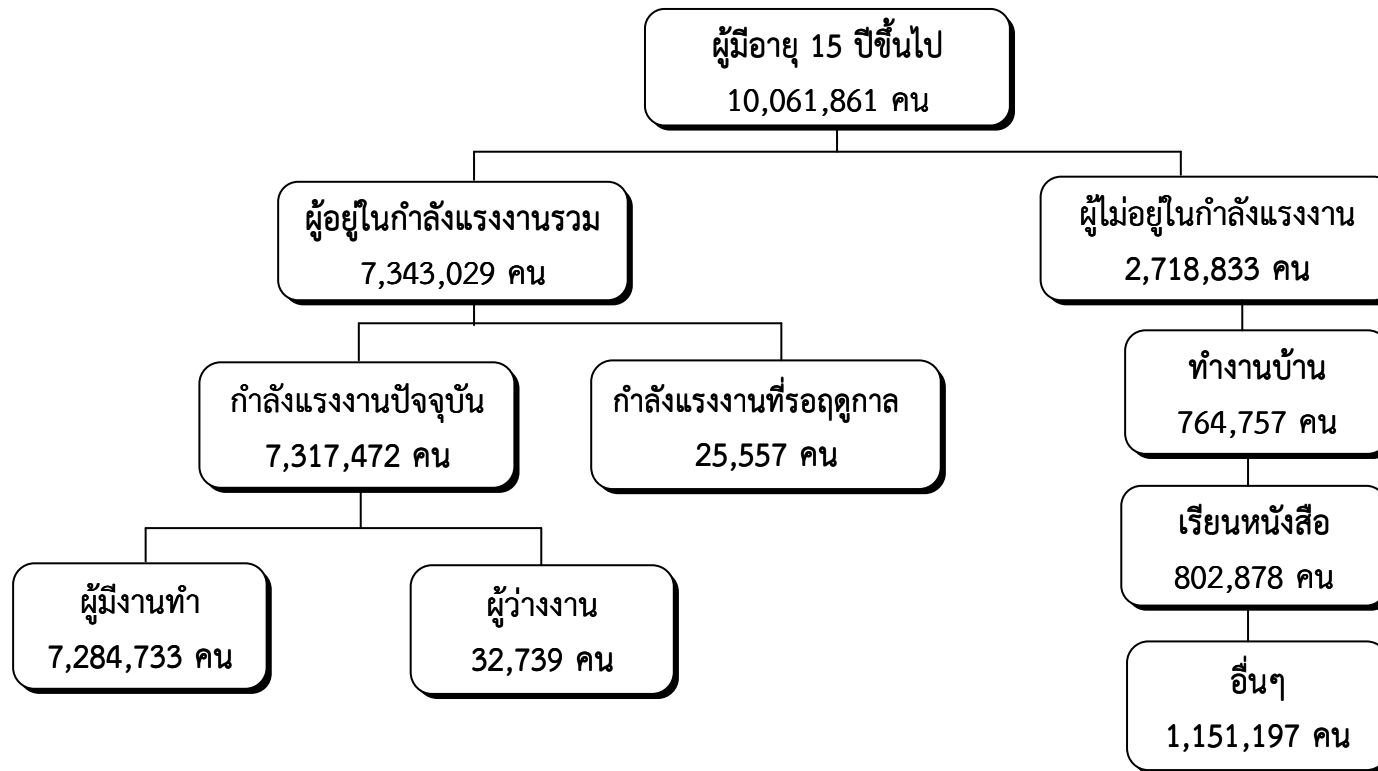 ผู้มีอายุ 15 ปีขึ้นไป
10,061,861 คน
ผู้อยู่ในกำลังแรงงานรวม
7,343,029 คน
ผู้ไม่อยู่ในกำลังแรงงาน
2,718,833 คน
กำลังแรงงานปัจจุบัน
7,317,472 คน
กำลังแรงงานที่รอฤดูกาล
25,557 คน
ทำงานบ้าน
764,757 คน
เรียนหนังสือ
802,878 คน
ผู้มีงานทำ
7,284,733 คน
ผู้ว่างงาน
32,739 คน
อื่นๆ
1,151,197 คน